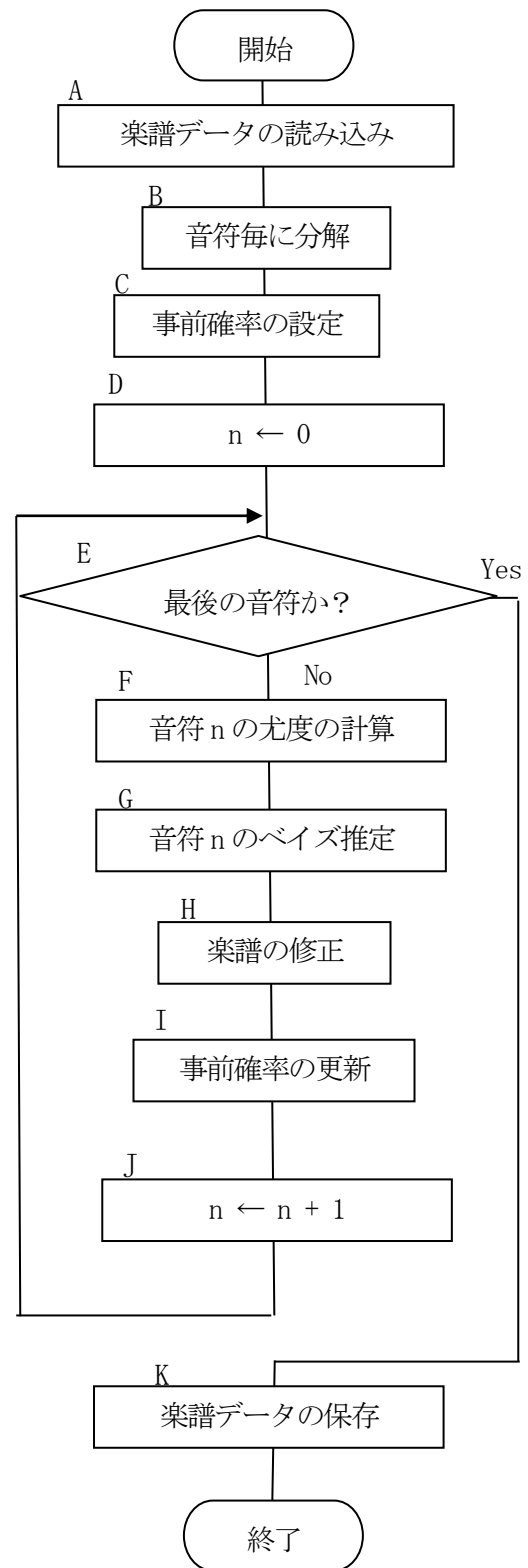 開始
A
楽譜データの読み込み
B
音符毎に分解
C
事前確率の設定
D
n ← 0
E
最後の音符か？
Yes
No
F
音符 n の尤度の計算
G
音符 n のベイズ推定
H
楽譜の修正
I
事前確率の更新
J
n ← n + 1
K
楽譜データの保存
終了